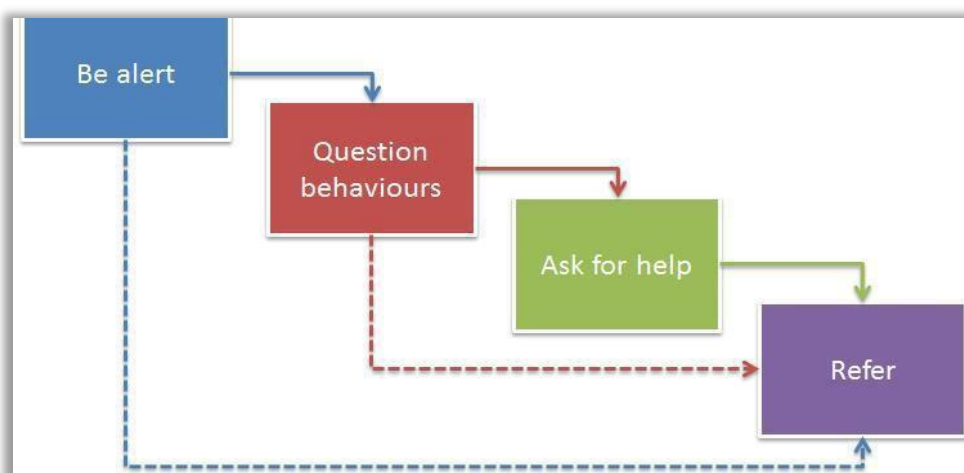 Be alert
Question
behaviours
Ask for help
Refer